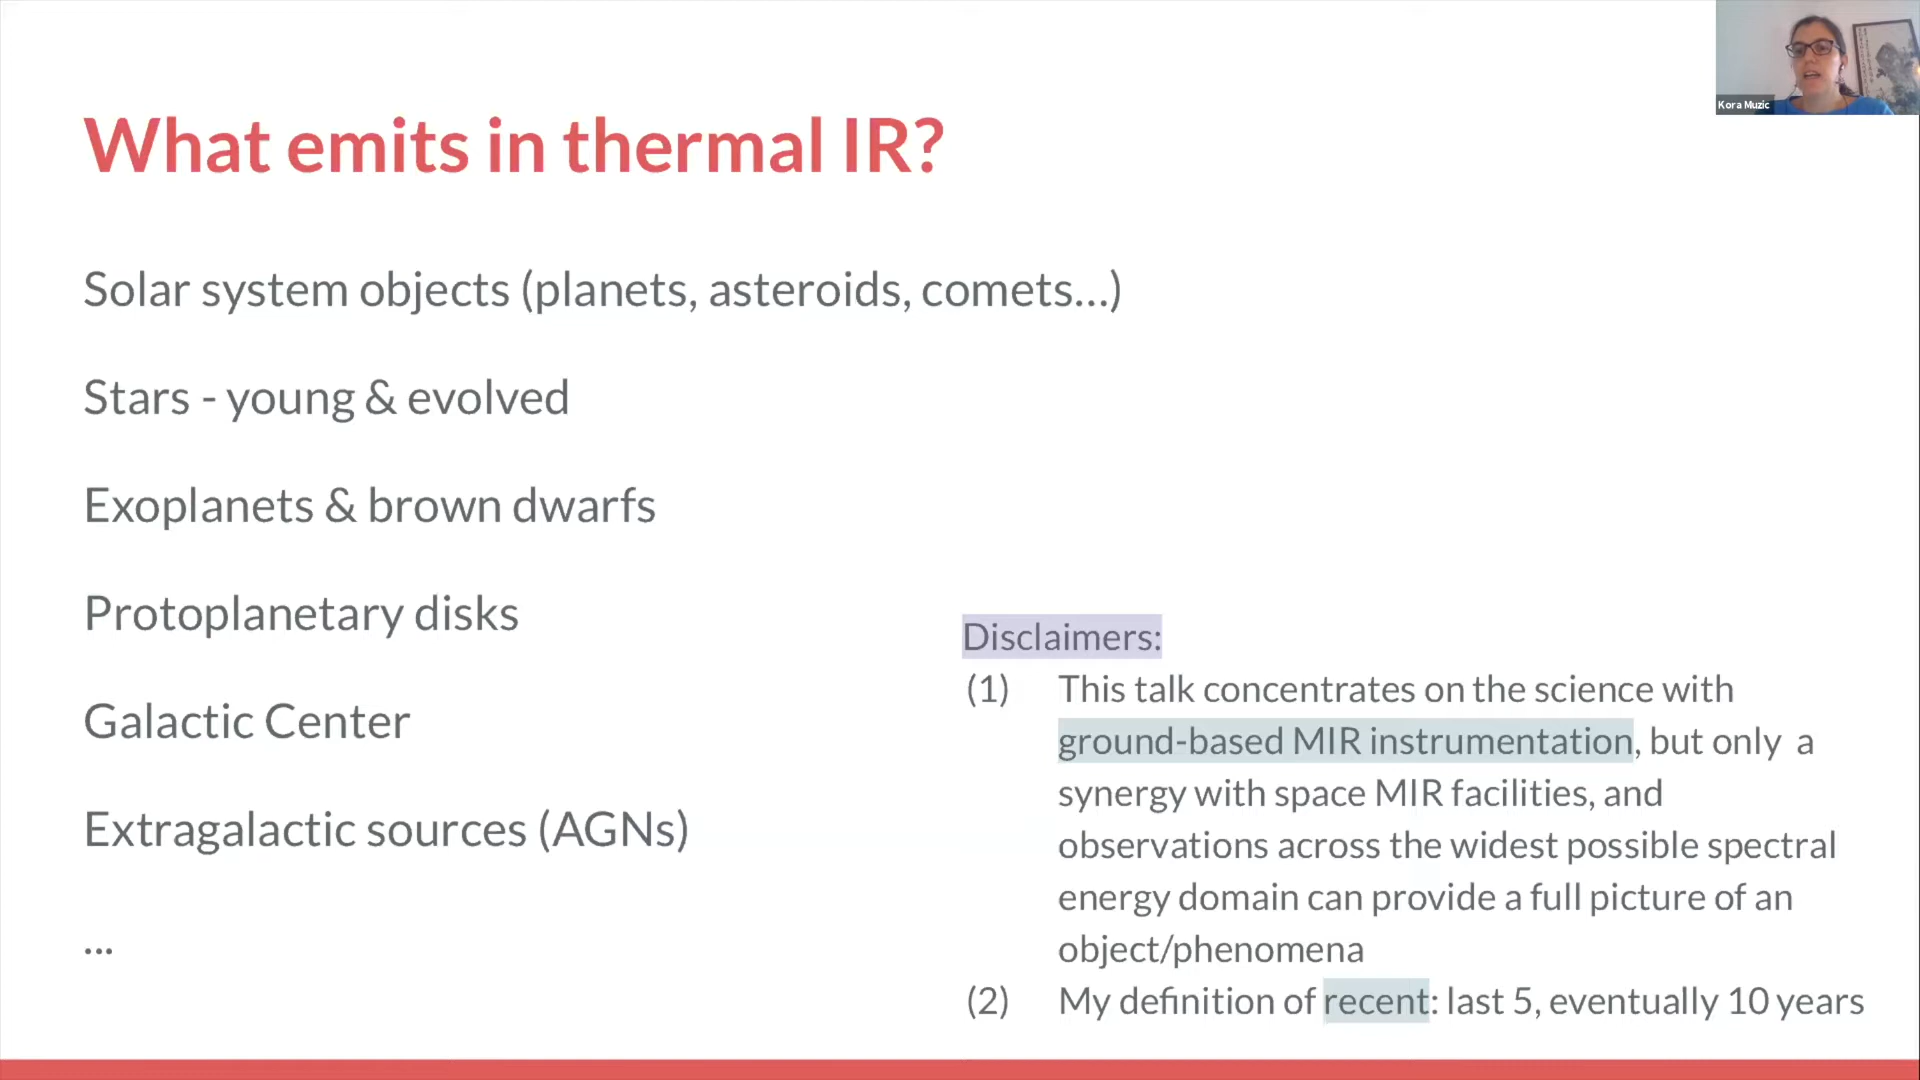 What emits in thermal IR?
Kora Muzic
Solar system objects (planets, asteroids, comets...)
Stars - young & evolved
Exoplanets & brown dwarfs
Protoplanetary disks
Galactic Center
Extragalactic sources (AGNs)
...
Disclaimers:
(1) This talk concentrates on the science with
ground-based MIR instrumentation, but only a
synergy with space MIR facilities, and
observations across the widest possible spectral
energy domain can provide a full picture of an
object/phenomena
(2) My definition of recent: last 5, eventually 10 years